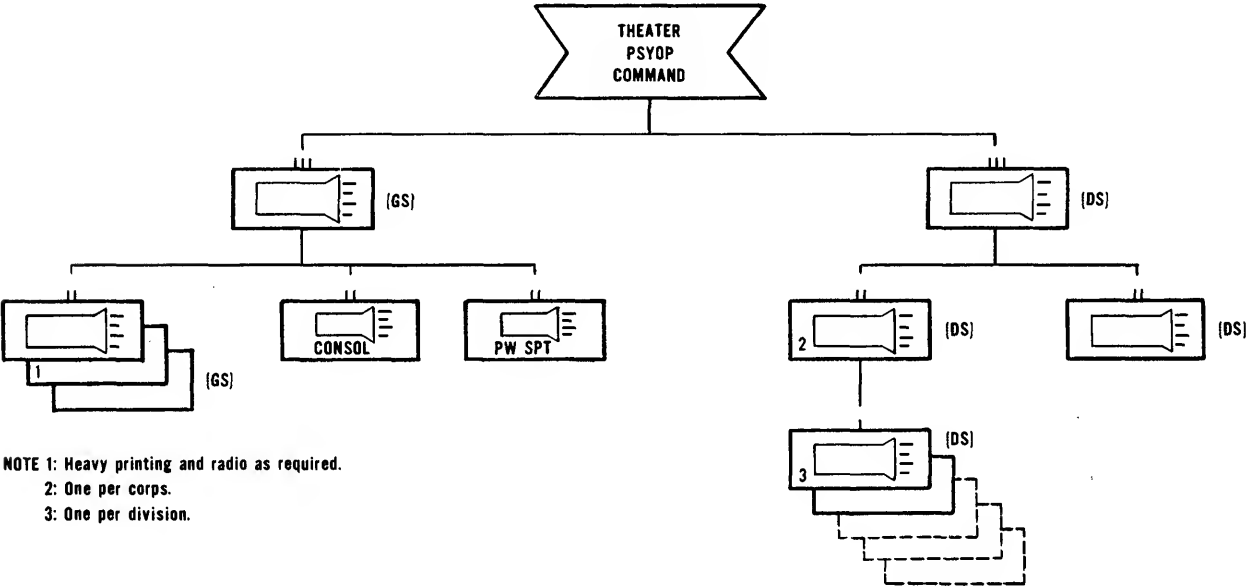 THEATER
PSYOP
COMMAND
(GS)
(DS)
1
(GS)
CONSOL
PW SPT
2
(DS)
(DS)
3
(DS)
NOTE 1: Heavy printing and radio as required.
2: One per corps.
3: One per division.